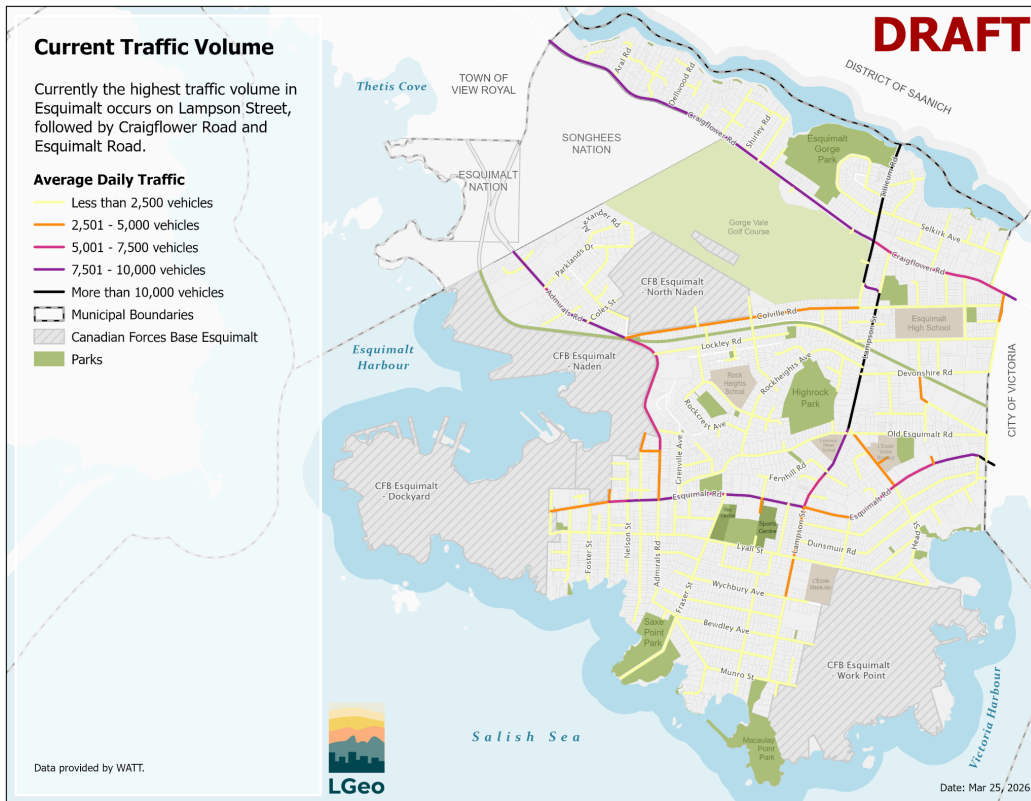 Current Traffic Volume
Currently the highest traffic volume in
Esquimalt occurs on Lampson Street,
followed by Craigflower Road and
Esquimalt Road.
Average Daily Traffic
Less than 2,500 vehicles
2,501 - 5,000 vehicles
5,001 - 7,500 vehicles
7,501 - 10,000 vehicles
More than 10,000 vehicles
Municipal Boundaries
Canadian Forces Base Esquimalt
Parks
Data provided by WATT.
DRAFT
DISTRICT OF SAANICH
TOWN OF
VIEW ROYAL
Thetis Cove
SONGHEES
NATION
ESQUIMALT
NATION
Aral Rd
Dellwood Rd
Craigflower Rd
Shirley Rd
Esquimalt
Gorge
Park
Tillicum Rd
Selkirk Ave
Craigflower Rd
Gorge Vale
Golf Course
Alexander Rd
Parklands Dr
Admirals Rd
Coles St
CFB Esquimalt
- North Naden
Colville Rd
Esquimalt
High School
Lampson St
Lockley Rd
Devonshire Rd
CITY OF VICTORIA
Esquimalt
Harbour
CFB Esquimalt
- Naden
Rock
Heights
School
Rockheights Ave
Highrock
Park
Rockcrest Ave
Old Esquimalt Rd
Grenville Ave
Fernhill Rd
CFB Esquimalt
- Dockyard
Esquimalt Rd
Esquimalt Rd
Sports
Centre
Lampson St
Foster St
Nelson St
Admirals Rd
Lyall St
Dunsmuir Rd
Head St
Wychbury Ave
L'École
Macaulay
Fraser St
Saxe
Point
Park
Bewdley Ave
Munro St
CFB Esquimalt
- Work Point
Macaulay
Point
Park
Victoria Harbour
Salish Sea
LGeo
Date: Mar 25, 2026